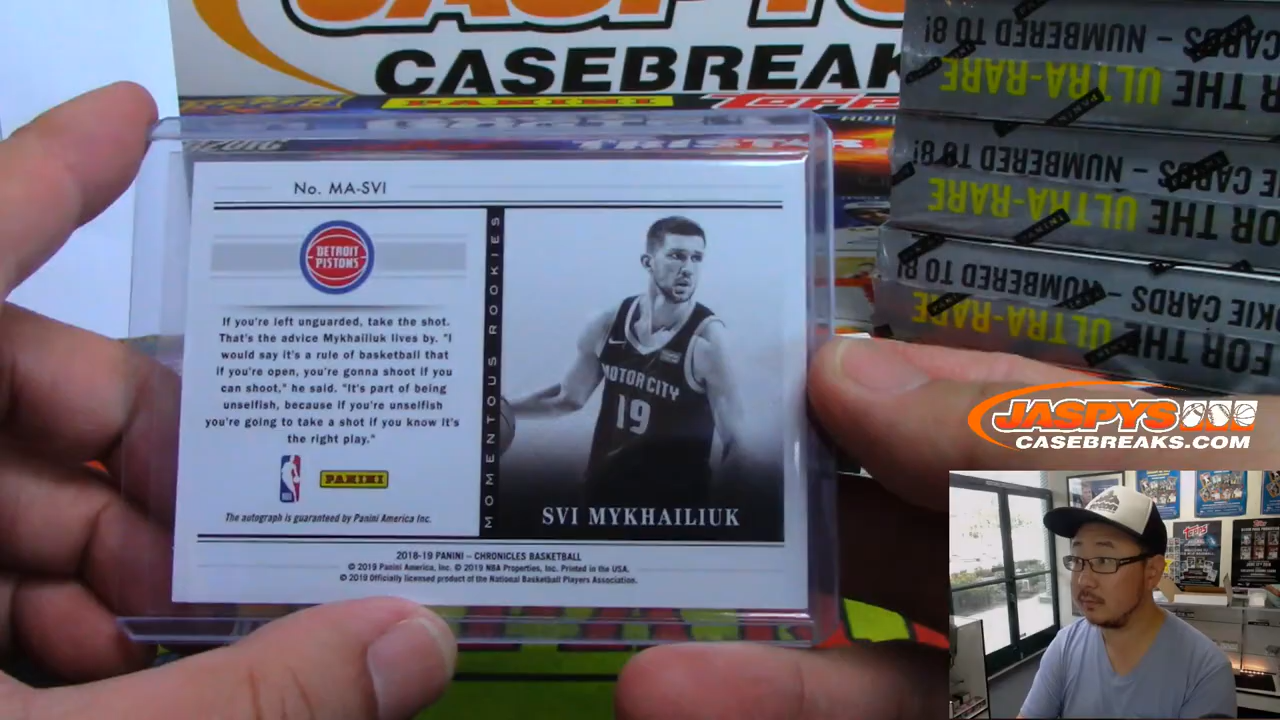 JASPY'S
CASEBREAK
PANINI
TOPPS
TRISTAR
CARDS - NUMBERED TO 8!
R THE ULTRA-RARE
E CARDS - NUMBERED TO 8!
FOR THE ULTRA-RARE
KIE CARDS - NUMBERED TO 8!
FOR THE ULTRA-RARE
No. MA-SVI
DETROIT
PISTONS
If you're left unguarded, take the shot.
That's the advice Mykhailiuk lives by. "I
would say it's a rule of basketball that
if you're open, you're gonna shoot if you
can shoot," he said. "It's part of being
unselfish, because if you're unselfish
you're going to take a shot if you know it's
the right play."
PANINI
The autograph is guaranteed by Panini America Inc.
MOMENTOUS ROOKIES
MOTOR CITY
19
SVI MYKHAILIUK
2018-19 PANINI – CHRONICLES BASKETBALL
© 2019 Panini America, Inc. © 2019 NBA Properties, Inc. Printed in the USA.
© 2019 Officially licensed product of the National Basketball Players Association.
JASPYS
CASEBREAKS.COM